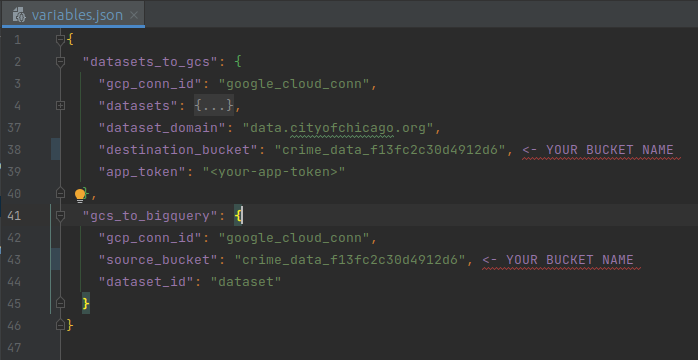 variables.json
1 {
2 "datasets_to_gcs": {
3 "gcp_conn_id": "google_cloud_conn",
4 "datasets": {...},
37 "dataset_domain": "data.cityofchicago.org",
38 "destination_bucket": "crime_data_f13fc2c30d4912d6", <- YOUR BUCKET NAME
39 "app_token": "<your-app-token>"
40 },
41 "gcs_to_bigquery": {
42 "gcp_conn_id": "google_cloud_conn",
43 "source_bucket": "crime_data_f13fc2c30d4912d6", <- YOUR BUCKET NAME
44 "dataset_id": "dataset"
45 }
46 }
47